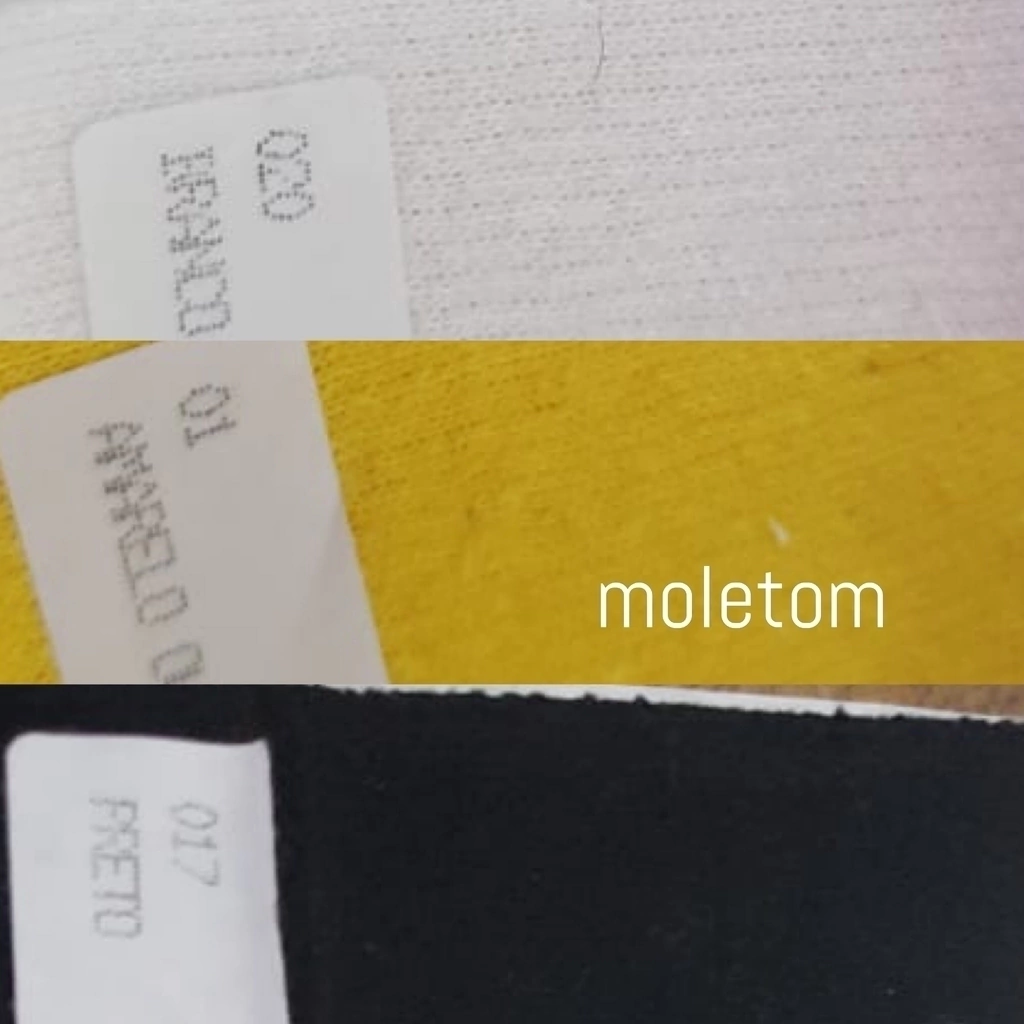 020
BRANCO
01
AMARELO O
moletom
017
PRETO